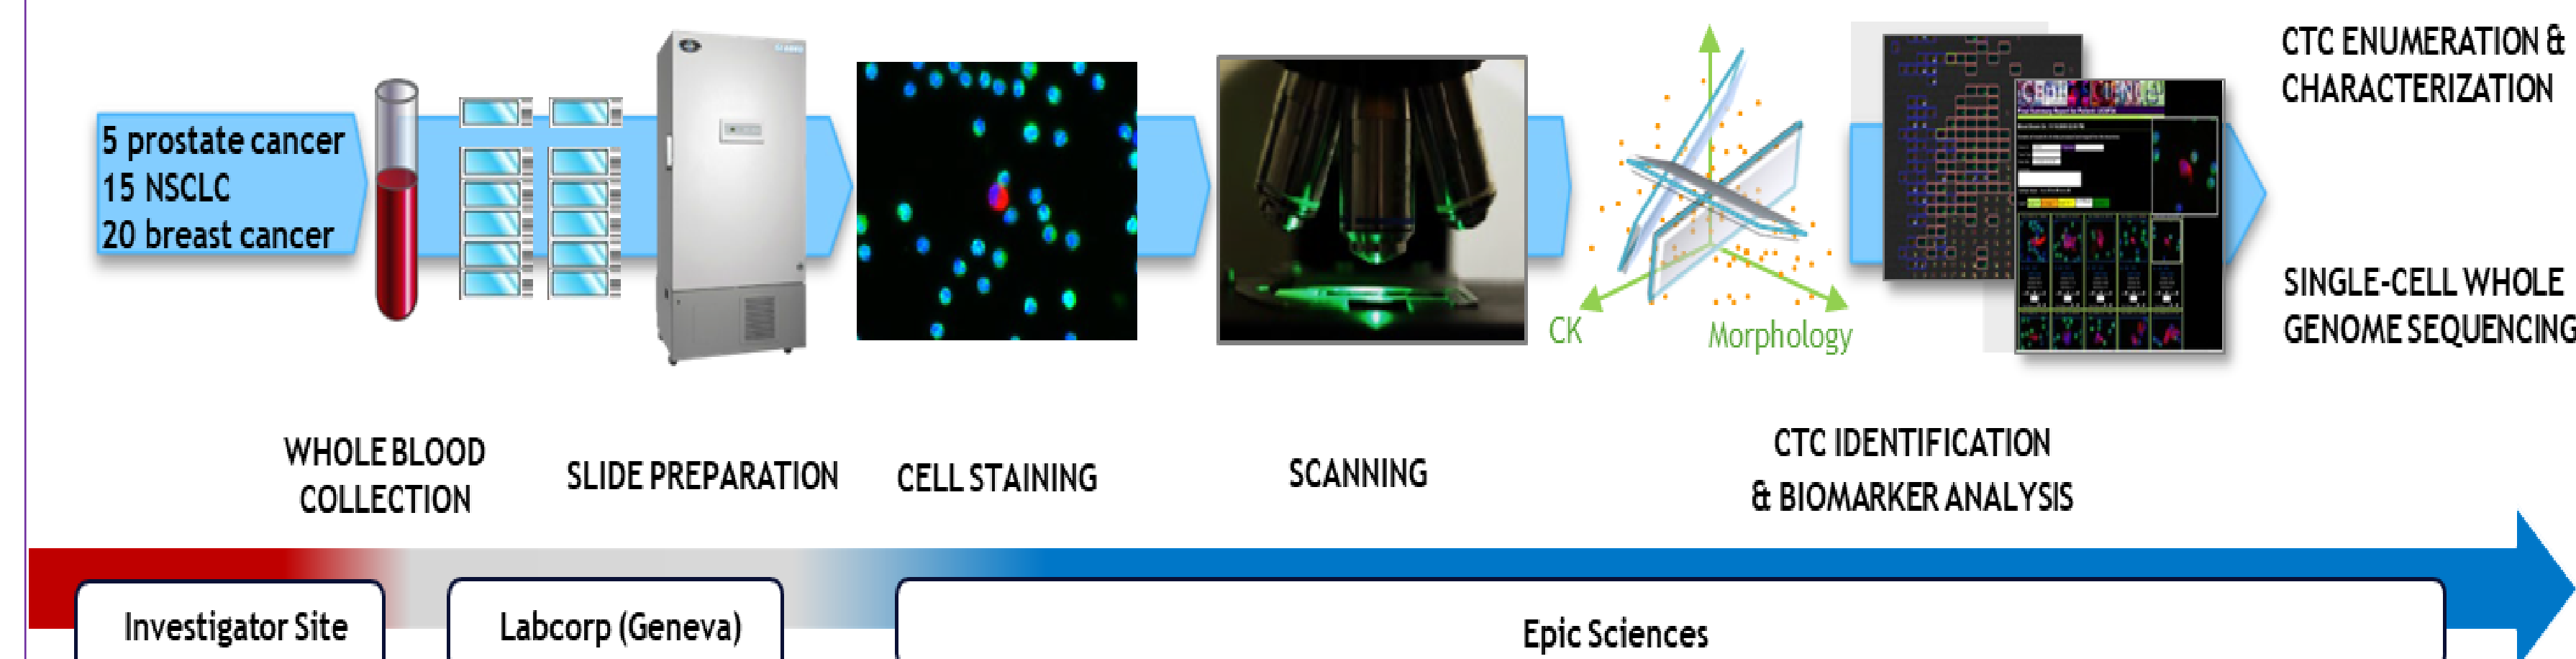 5 prostate cancer
15 NSCLC
20 breast cancer
CK
Morphology
CTC ENUMERATION &
CHARACTERIZATION
SINGLE-CELL WHOLE
GENOME SEQUENCING
WHOLE BLOOD
COLLECTION
SLIDE PREPARATION
CELL STAINING
SCANNING
CTC IDENTIFICATION
& BIOMARKER ANALYSIS
Investigator Site
Labcorp (Geneva)
Epic Sciences